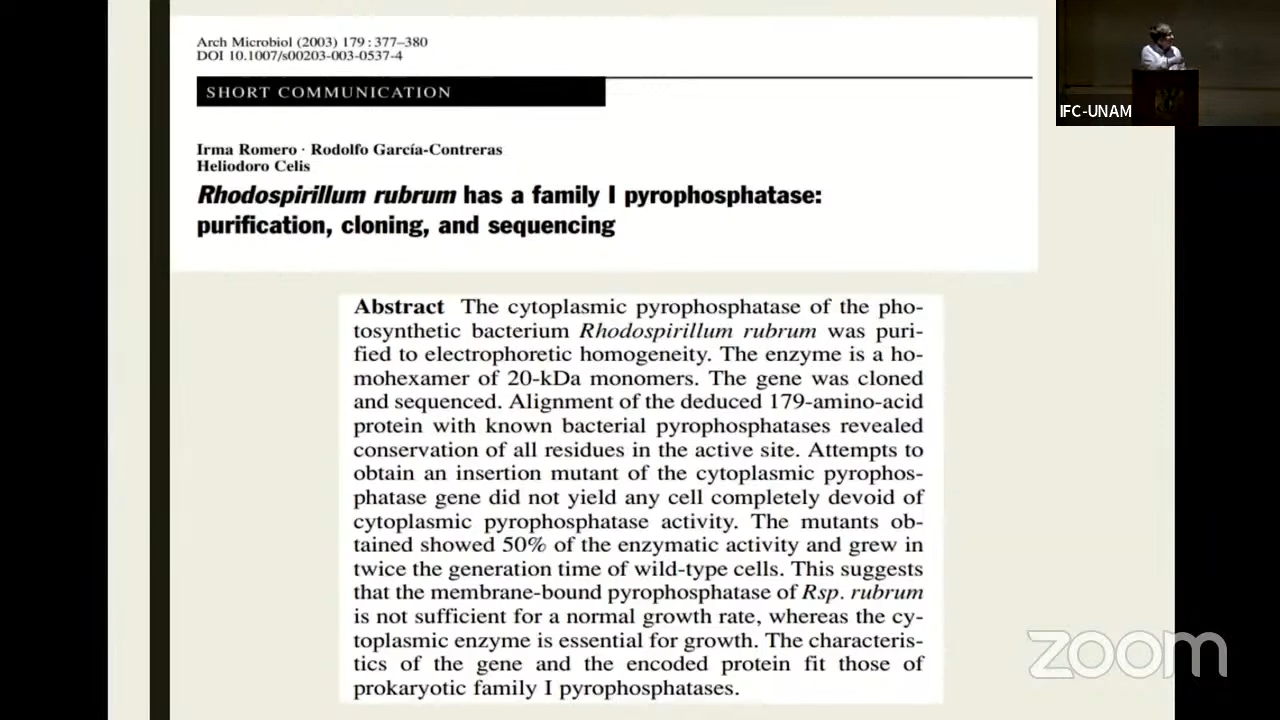 Arch Microbiol (2003) 179 : 377–380
DOI 10.1007/s00203-003-0537-4
SHORT COMMUNICATION
Irma Romero · Rodolfo García-Contreras
Heliodoro Celis
Rhodospirillum rubrum has a family I pyrophosphatase:
purification, cloning, and sequencing
Abstract The cytoplasmic pyrophosphatase of the pho-
tosynthetic bacterium Rhodospirillum rubrum was puri-
fied to electrophoretic homogeneity. The enzyme is a ho-
mohexamer of 20-kDa monomers. The gene was cloned
and sequenced. Alignment of the deduced 179-amino-acid
protein with known bacterial pyrophosphatases revealed
conservation of all residues in the active site. Attempts to
obtain an insertion mutant of the cytoplasmic pyrophos-
phatase gene did not yield any cell completely devoid of
cytoplasmic pyrophosphatase activity. The mutants ob-
tained showed 50% of the enzymatic activity and grew in
twice the generation time of wild-type cells. This suggests
that the membrane-bound pyrophosphatase of Rsp. rubrum
is not sufficient for a normal growth rate, whereas the cy-
toplasmic enzyme is essential for growth. The characteris-
tics of the gene and the encoded protein fit those of
prokaryotic family I pyrophosphatases.
IFC-UNAM
zoom